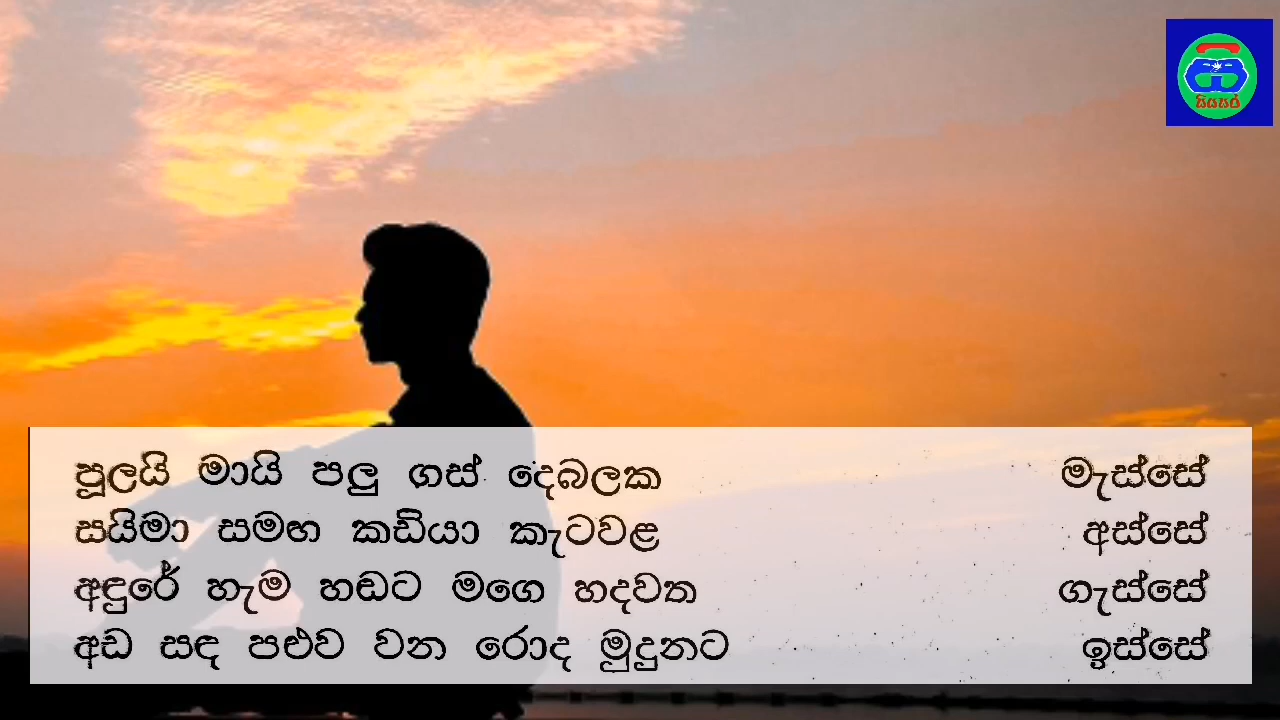 සියසර
පූලයි මායි පලු ගස් දෙබලක මැස්සේ
සයිමා සමඟ කඩියා කැටවළ අස්සේ
අඳුරේ හැම හඬට මගෙ හදවත ගැස්සේ
අඩ සඳ පළුව වන රොද මුදුනට ඉස්සේ